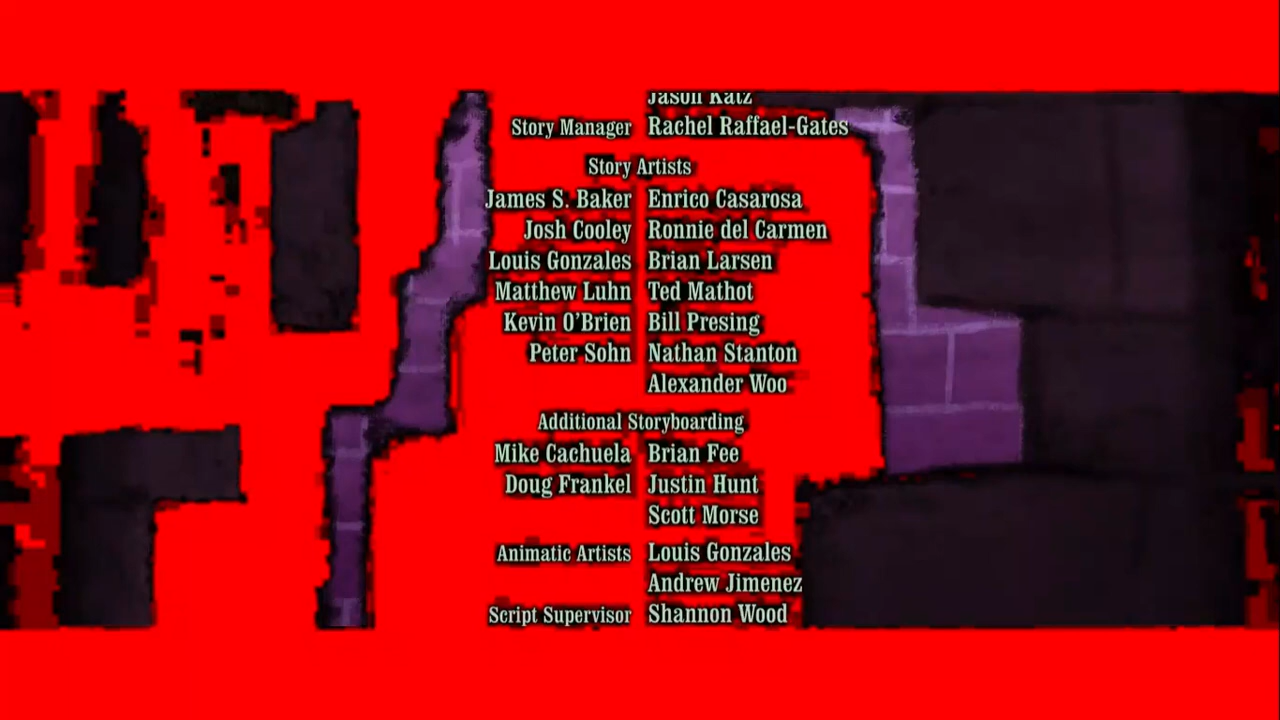 Jason Katz
Story Manager Rachel Raffael-Gates
Story Artists
James S. Baker Enrico Casarosa
Josh Cooley Ronnie del Carmen
Louis Gonzales Brian Larsen
Matthew Luhn Ted Mathot
Kevin O'Brien Bill Presing
Peter Sohn Nathan Stanton
Alexander Woo
Additional Storyboarding
Mike Cachuela Brian Fee
Doug Frankel Justin Hunt
Scott Morse
Animatic Artists Louis Gonzales
Andrew Jimenez
Script Supervisor Shannon Wood